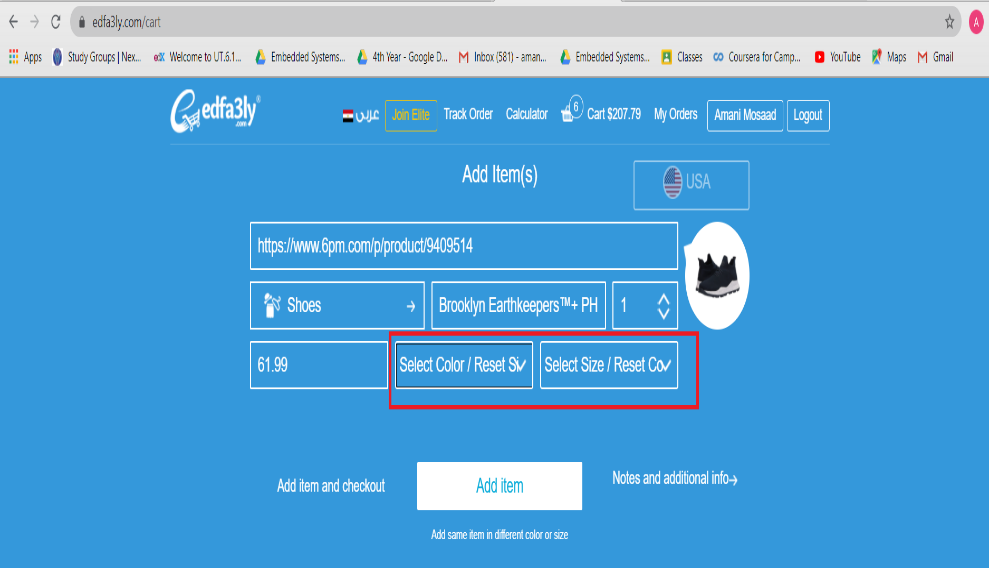 edfa3ly.com/cart
A
Apps Study Groups | Nex... Welcome to UT.6.1... Embedded Systems... 4th Year - Google D... Inbox (581) - aman... Embedded Systems... Classes Coursera for Camp... YouTube Maps Gmail
edfa3ly®
.com
عربى Join Elite Track Order Calculator 6 Cart $207.79 My Orders Amani Mosaad Logout
Add Item(s)
USA
https://www.6pm.com/p/product/9409514
Shoes → Brooklyn Earthkeepers™+ PH 1
61.99 Select Color / Reset Si Select Size / Reset Co
Add item and checkout Add item Notes and additional info→
Add same item in different color or size